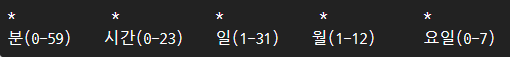 * * * * *
분(0-59) 시간(0-23) 일(1-31) 월(1-12) 요일(0-7)